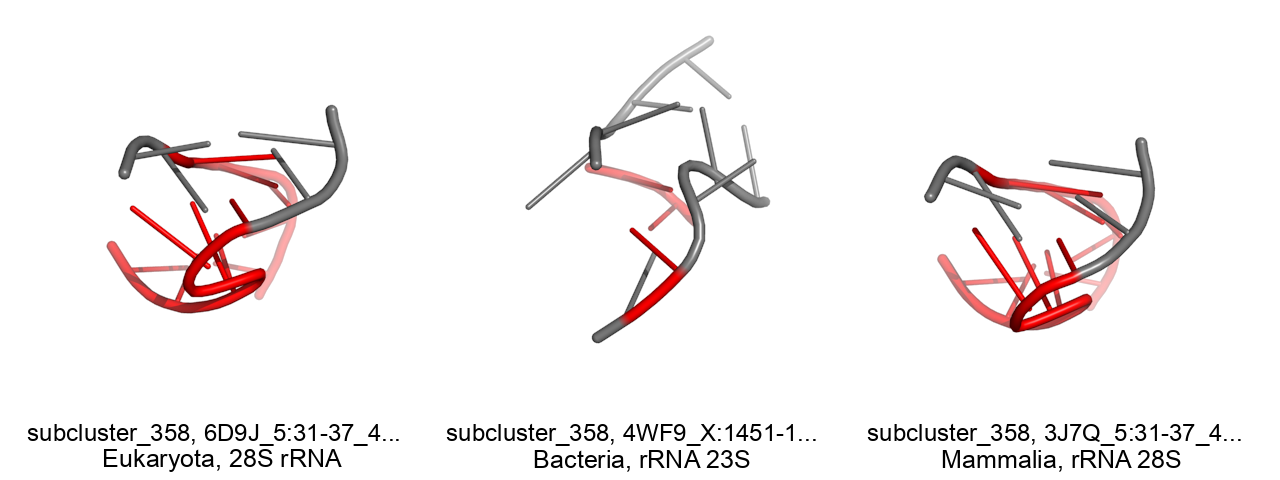 subcluster_358, 6D9J_5:31-37_4...
Eukaryota, 28S rRNA
subcluster_358, 4WF9_X:1451-1...
Bacteria, rRNA 23S
subcluster_358, 3J7Q_5:31-37_4...
Mammalia, rRNA 28S